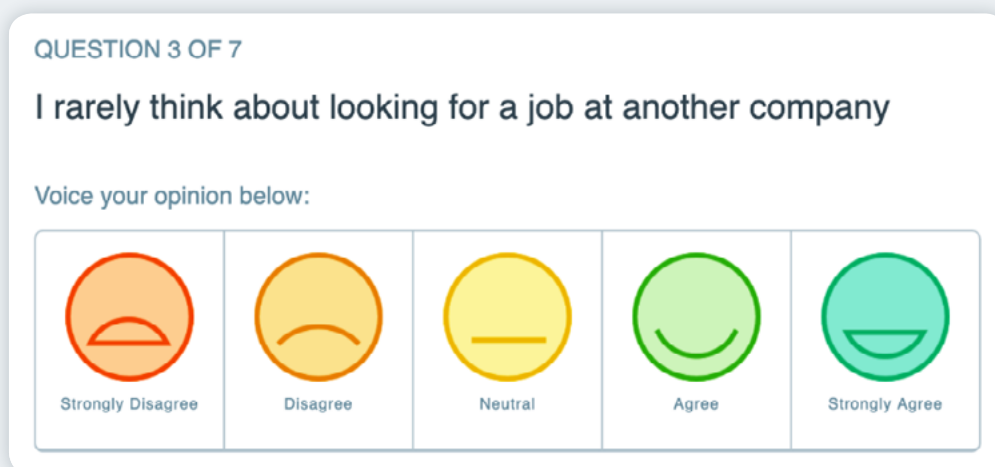 QUESTION 3 OF 7
I rarely think about looking for a job at another company
Voice your opinion below:
Strongly Disagree
Disagree
Neutral
Agree
Strongly Agree